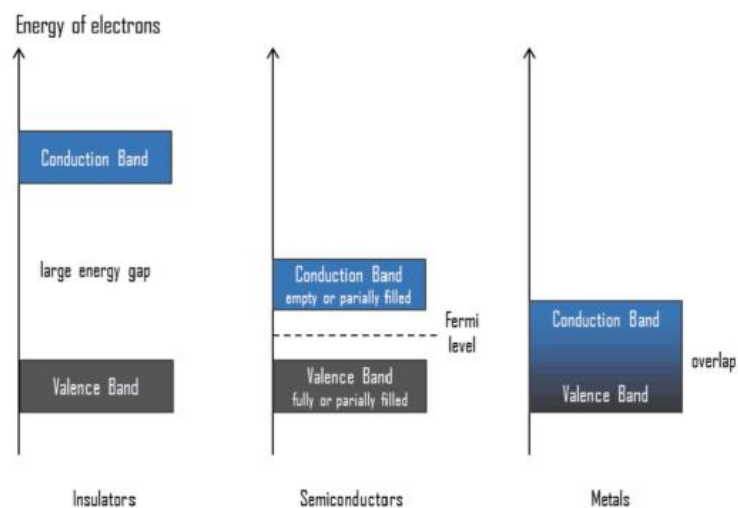 Energy of electrons
Conduction Band
large energy gap
Valence Band
Insulators
Conduction Band
empty or parially filled
Fermi
level
Valence Band
fully or parially filled
Semiconductors
Conduction Band
Valence Band
overlap
Metals